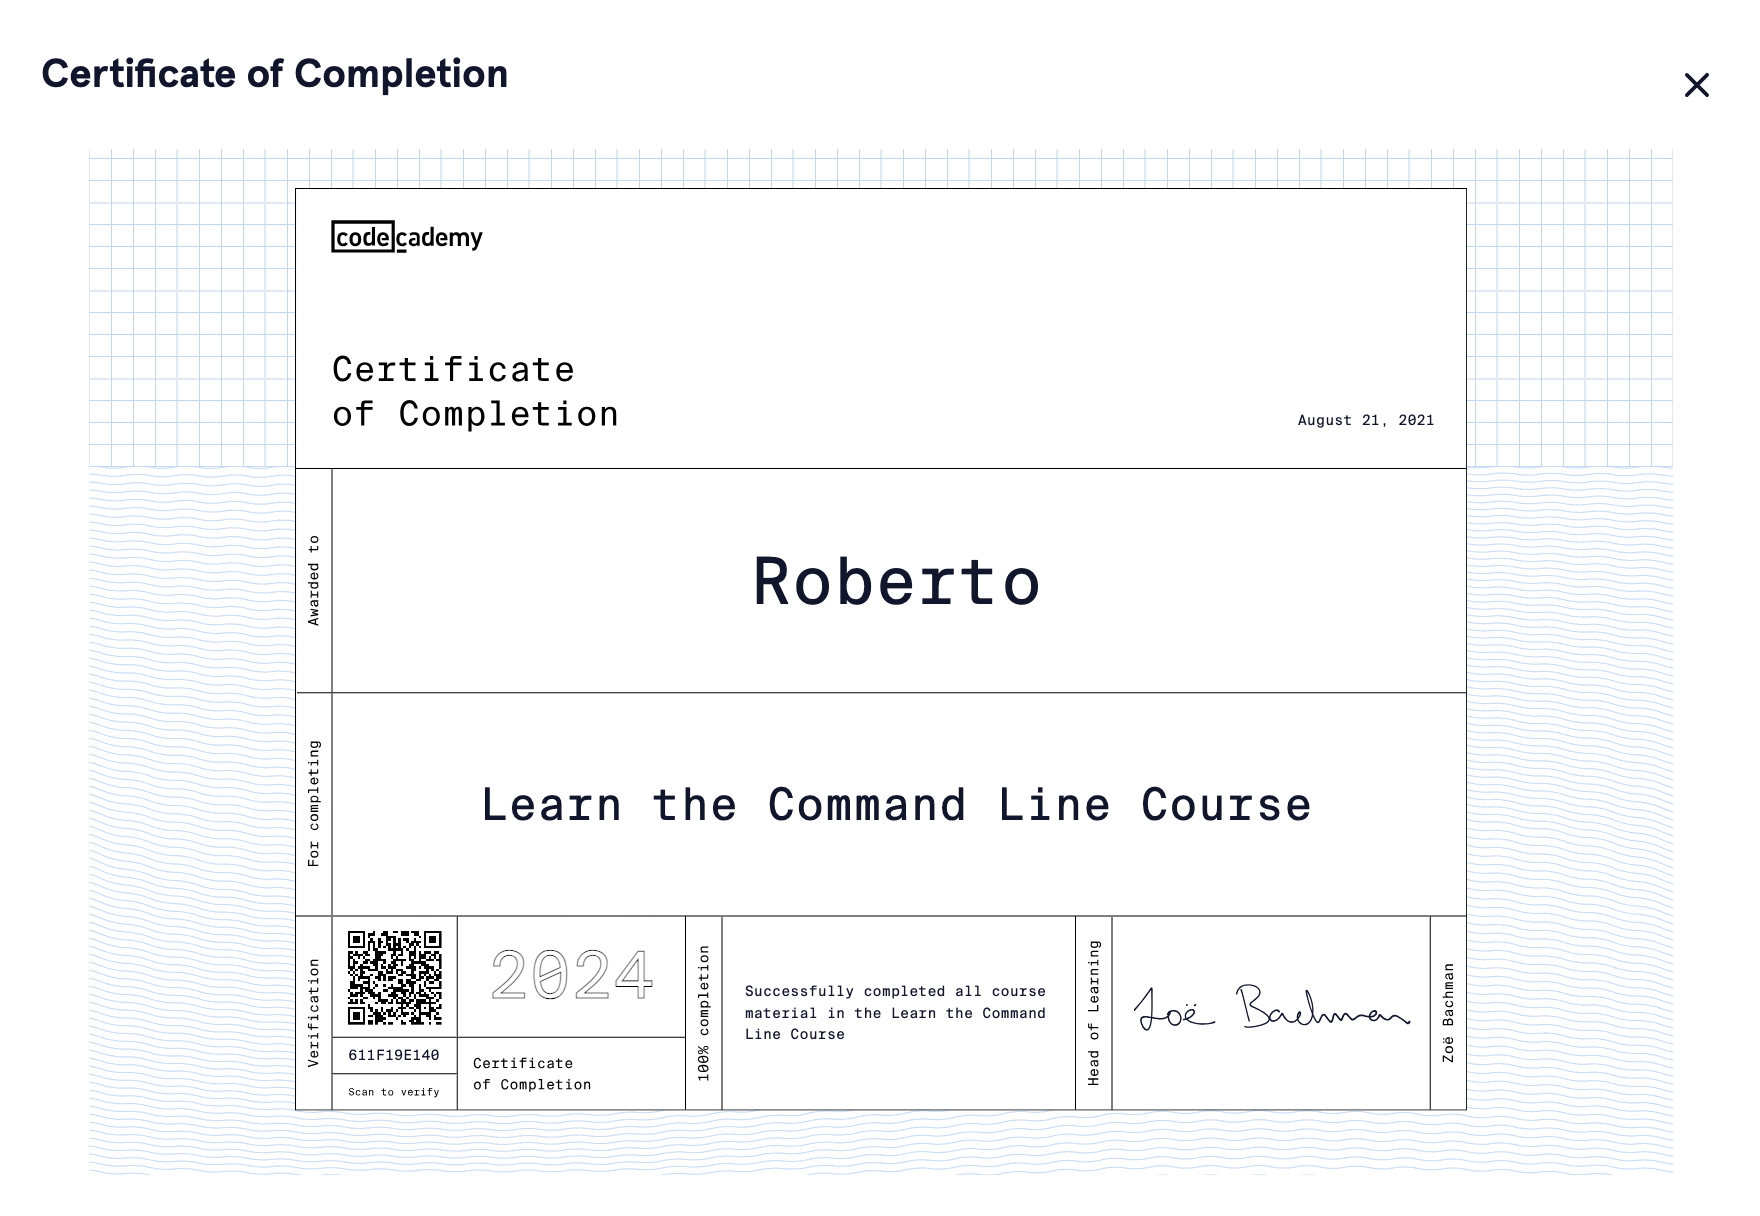 Certificate of Completion
codecademy
Certificate
of Completion
August 21, 2021
Awarded to
Roberto
For completing
Learn the Command Line Course
Verification
611F19E140
Scan to verify
2024
Certificate
of Completion
100% completion
Successfully completed all course
material in the Learn the Command
Line Course
Head of Learning
Zoë Bachman
Zoë Bachman